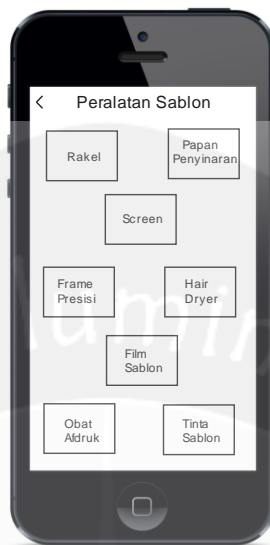 Peralatan Sablon
Rakel
Papan
Penyinaran
Screen
Frame
Presisi
Hair
Dryer
Film
Sablon
Obat
Afdruk
Tinta
Sablon